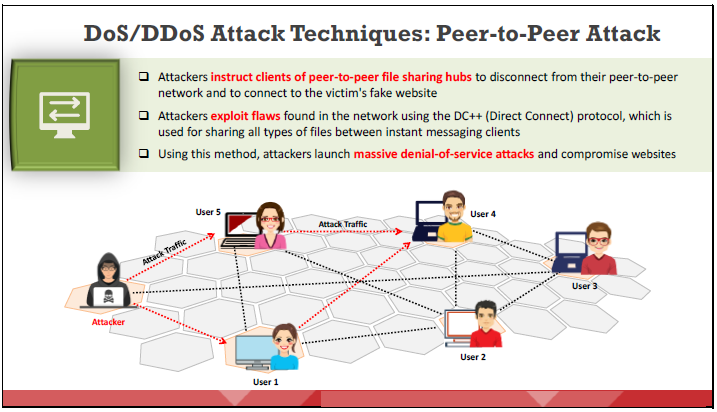 DoS/DDoS Attack Techniques: Peer-to-Peer Attack
Attackers instruct clients of peer-to-peer file sharing hubs to disconnect from their peer-to-peer
network and to connect to the victim's fake website
Attackers exploit flaws found in the network using the DC++ (Direct Connect) protocol, which is
used for sharing all types of files between instant messaging clients
Using this method, attackers launch massive denial-of-service attacks and compromise websites
User 5
Attack Traffic
User 4
Attack Traffic
User 3
Attacker
User 2
User 1